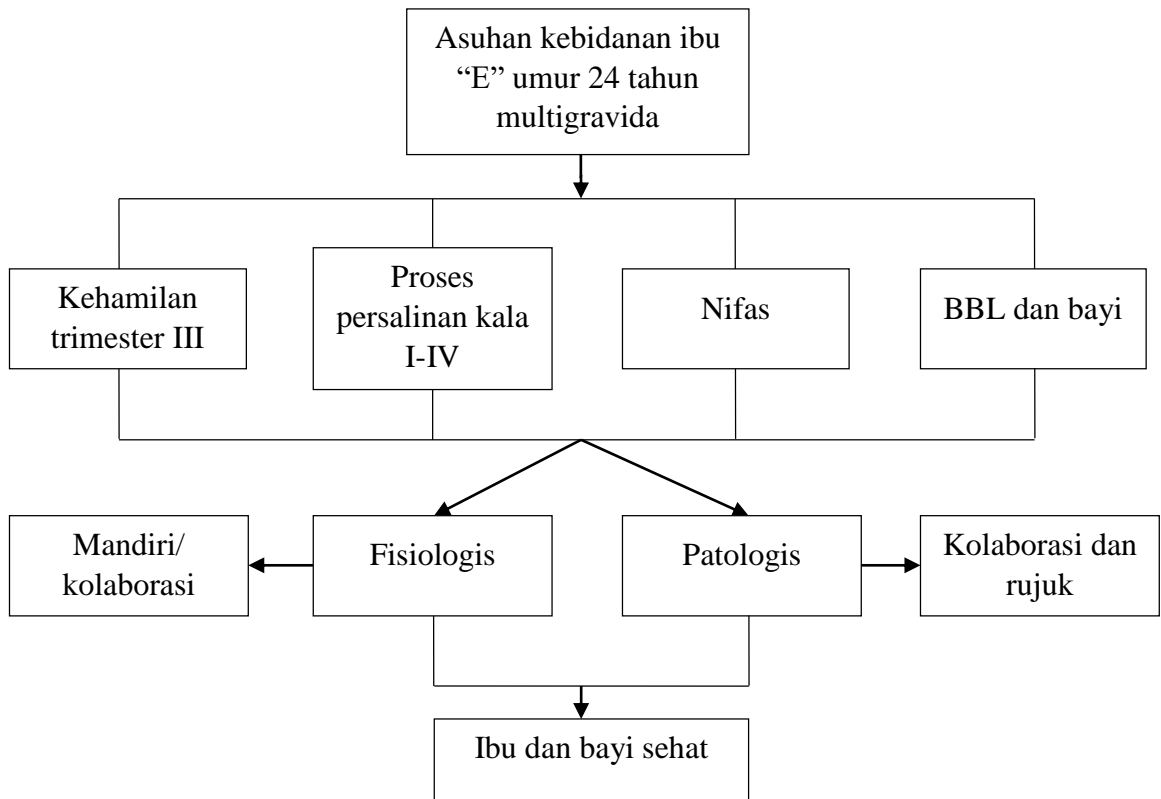 Asuhan kebidanan ibu
“E” umur 24 tahun
multigravida
Kehamilan
trimester III
Proses
persalinan kala
I-IV
Nifas
BBL dan bayi
Mandiri/
kolaborasi
Fisiologis
Patologis
Kolaborasi dan
rujuk
Ibu dan bayi sehat